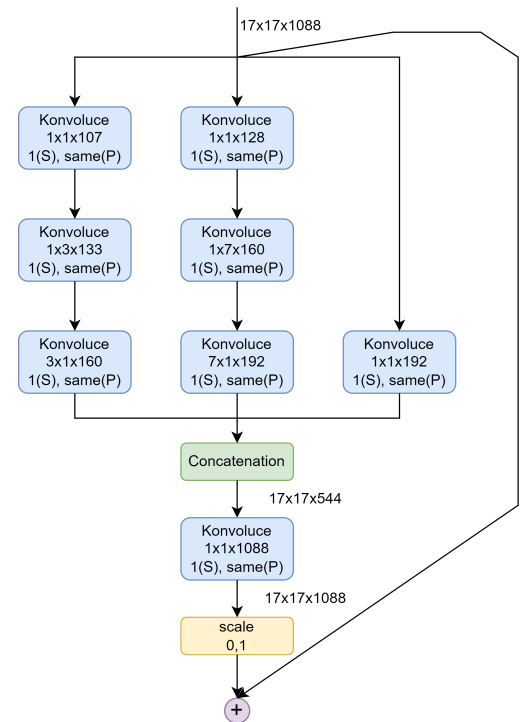 17x17x1088
Konvoluce
1x1x107
1(S), same(P)
Konvoluce
1x1x128
1(S), same(P)
Konvoluce
1x3x133
1(S), same(P)
Konvoluce
1x7x160
1(S), same(P)
Konvoluce
3x1x160
1(S), same(P)
Konvoluce
7x1x192
1(S), same(P)
Konvoluce
1x1x192
1(S), same(P)
Concatenation
17x17x544
Konvoluce
1x1x1088
1(S), same(P)
17x17x1088
scale
0,1
+